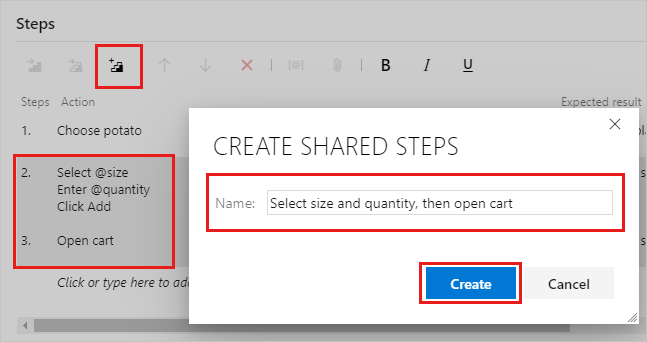 Steps
[@] B I U
Steps Action Expected result
1. Choose potato
2. Select @size
Enter @quantity
Click Add
3. Open cart
Click or type here to add
CREATE SHARED STEPS
Name: Select size and quantity, then open cart
Create Cancel